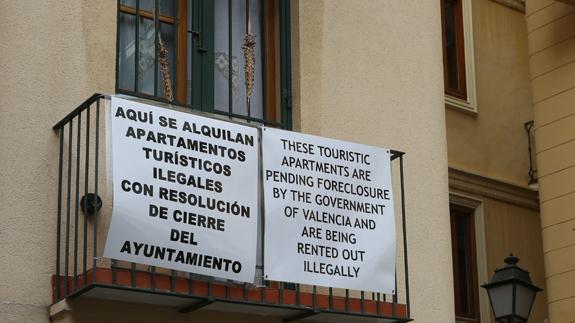 AQUÍ SE ALQUILAN
APARTAMENTOS
TURÍSTICOS
ILEGALES
CON RESOLUCIÓN
DE CIERRE
DEL
AYUNTAMIENTO
THESE TOURISTIC
APARTMENTS ARE
PENDING FORECLOSURE
BY THE GOVERNMENT
OF VALENCIA AND
ARE BEING
RENTED OUT
ILLEGALLY